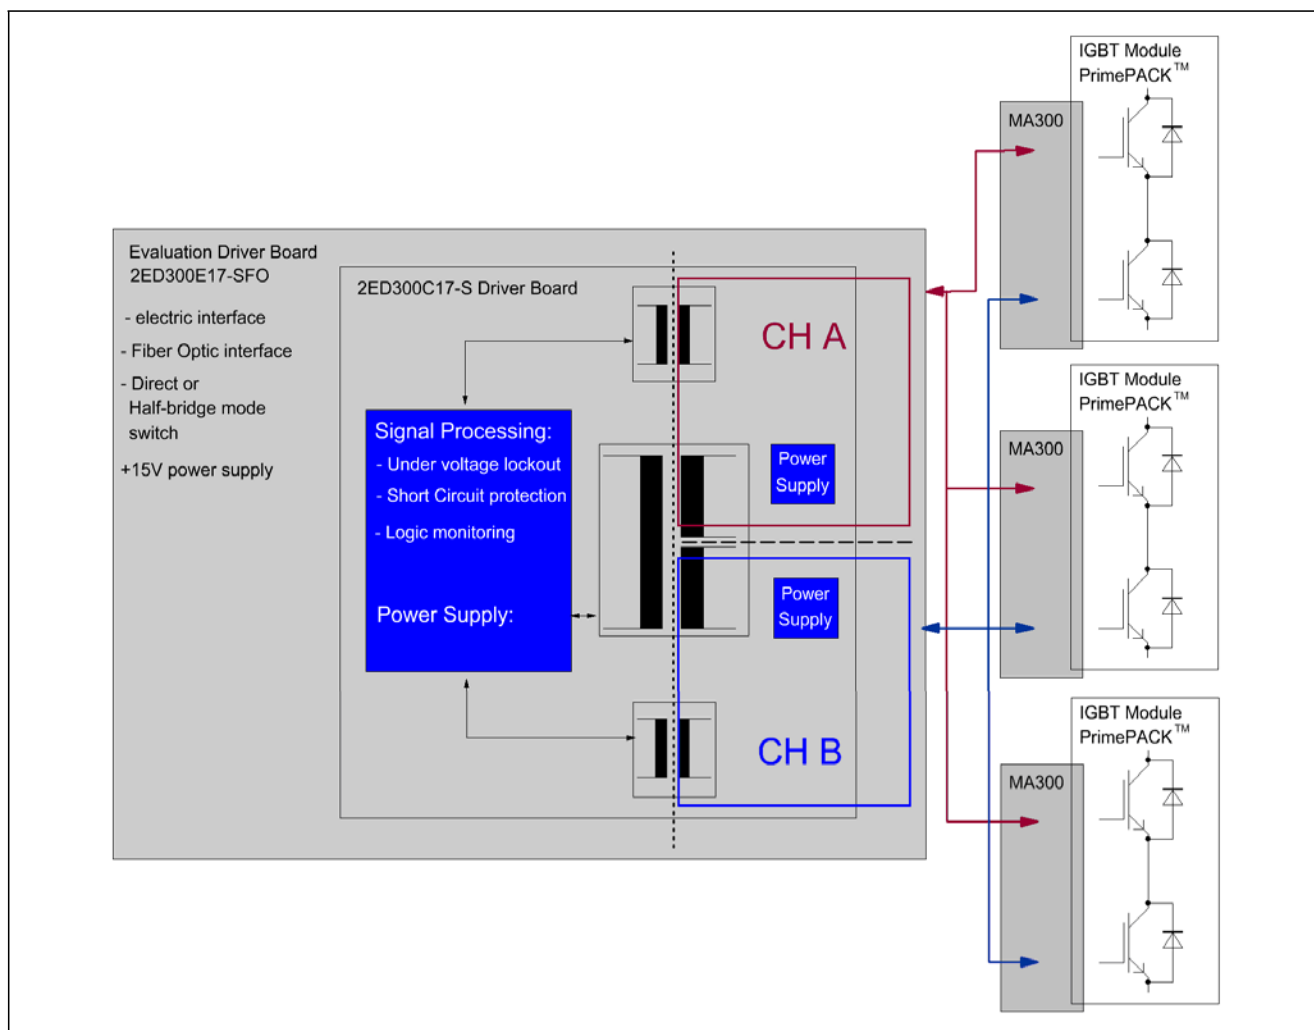 Evaluation Driver Board
2ED300E17-SFO
- electric interface
- Fiber Optic interface
- Direct or
Half-bridge mode
switch
+15V power supply
2ED300C17-S Driver Board
Signal Processing:
- Under voltage lockout
- Short Circuit protection
- Logic monitoring
Power Supply:
CH A
Power
Supply
Power
Supply
CH B
IGBT Module
PrimePACK™
MA300
IGBT Module
PrimePACK™
MA300
IGBT Module
PrimePACK™
MA300